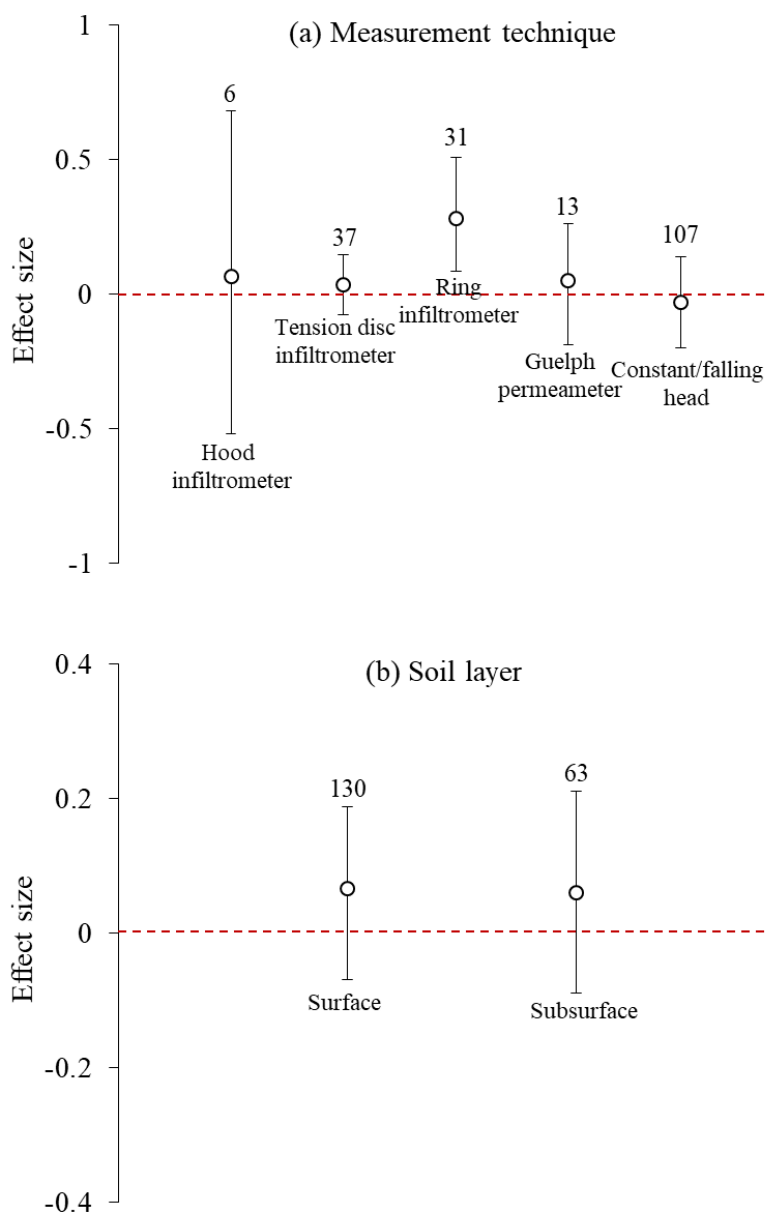 (a) Measurement technique
1
0.5
0
-0.5
-1
Effect size
6
37
31
13
107
Hood
infiltrometer
Tension disc
infiltrometer
Ring
infiltrometer
Guelph
permeameter
Constant/falling
head
(b) Soil layer
0.4
0.2
0
-0.2
-0.4
Effect size
130
63
Surface
Subsurface